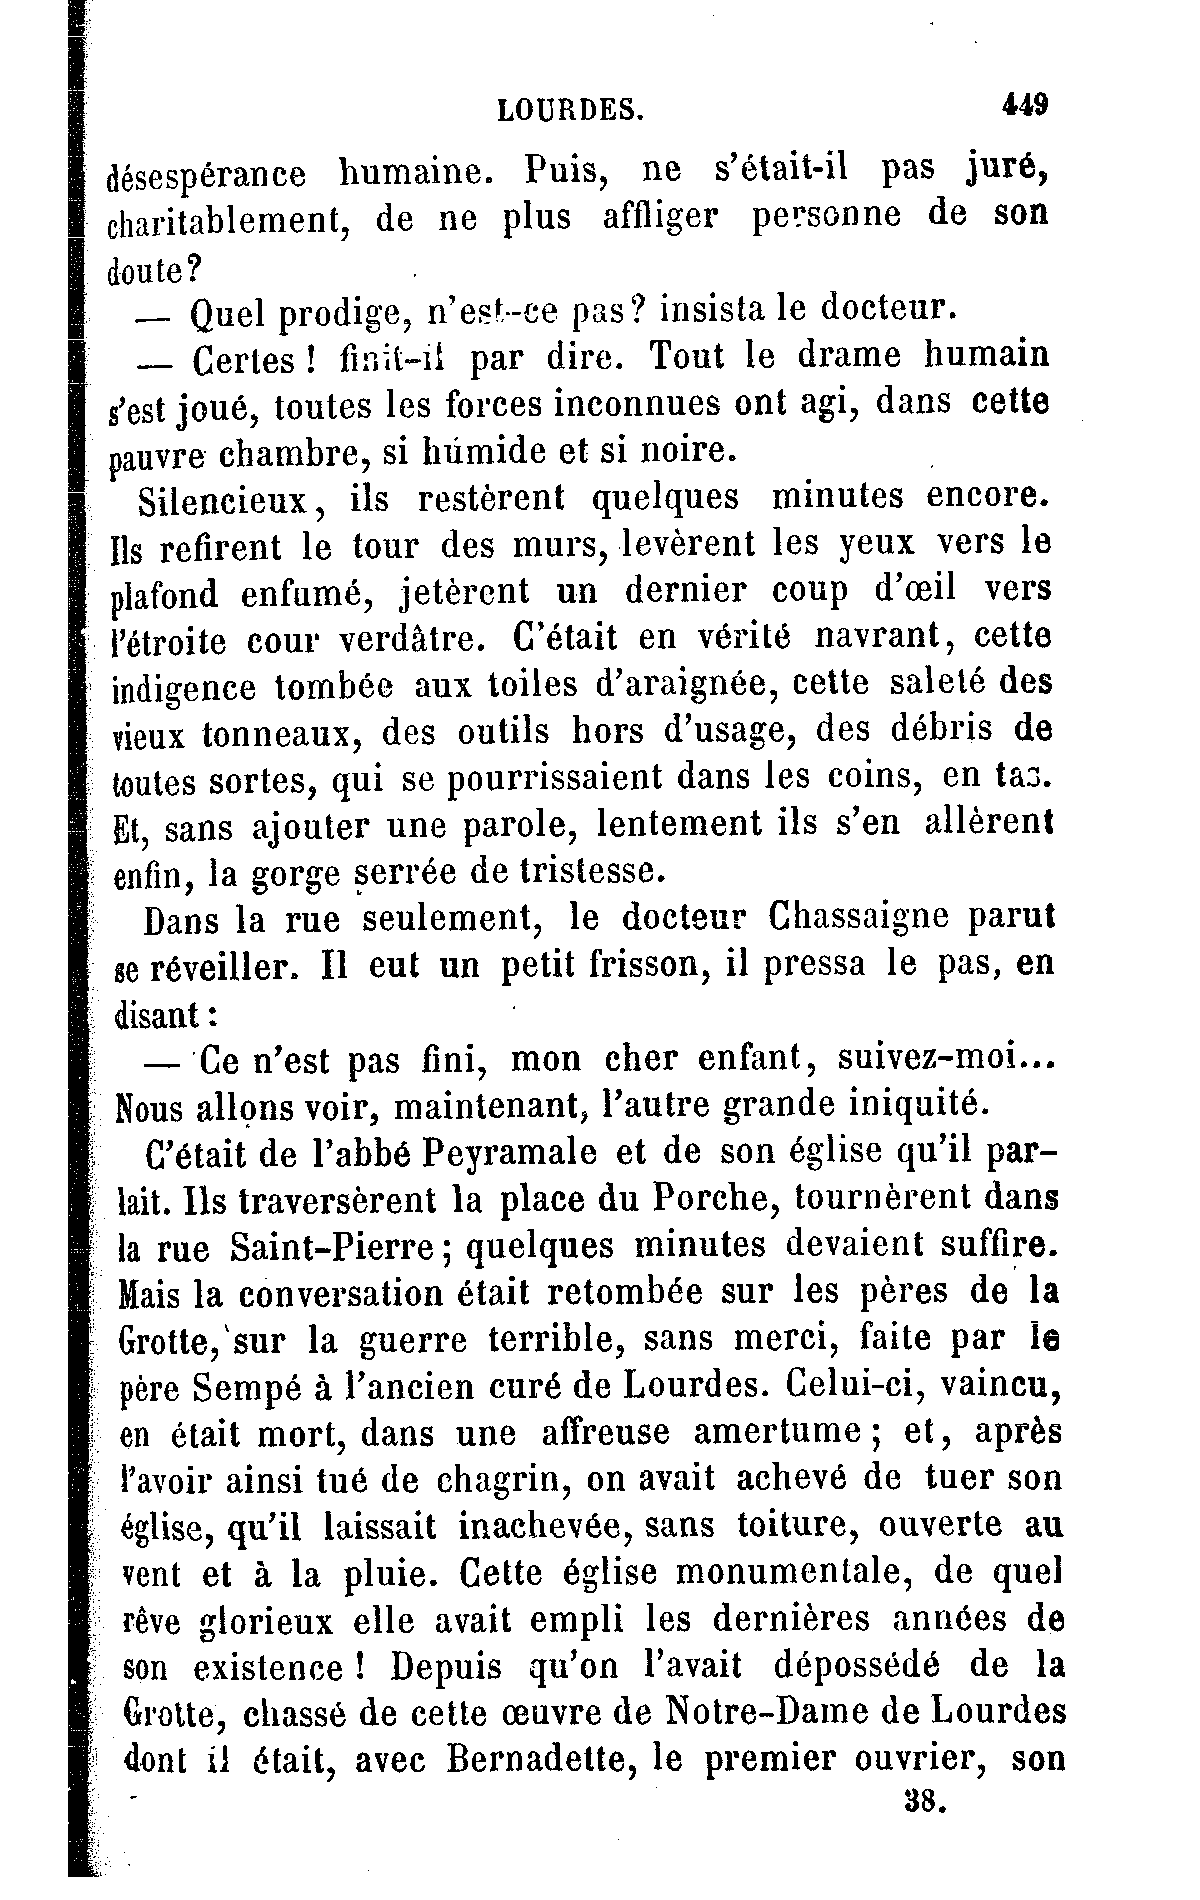 LOURDES. 449
désespérance humaine. Puis, ne s'était-il pas juré,
charitablement, de ne plus affliger personne de son
doute?
— Quel prodige, n'est-ce pas? insista le docteur.
— Certes ! finit-il par dire. Tout le drame humain
s'est joué, toutes les forces inconnues ont agi, dans cette
pauvre chambre, si humide et si noire.
Silencieux, ils restèrent quelques minutes encore.
Ils refirent le tour des murs, levèrent les yeux vers le
plafond enfumé, jetèrent un dernier coup d'œil vers
l'étroite cour verdâtre. C'était en vérité navrant, cette
indigence tombée aux toiles d'araignée, cette saleté des
vieux tonneaux, des outils hors d'usage, des débris de
toutes sortes, qui se pourrissaient dans les coins, en tas.
Et, sans ajouter une parole, lentement ils s'en allèrent
enfin, la gorge serrée de tristesse.
Dans la rue seulement, le docteur Chassaigne parut
se réveiller. Il eut un petit frisson, il pressa le pas, en
disant :
— Ce n'est pas fini, mon cher enfant, suivez-moi...
Nous allons voir, maintenant, l'autre grande iniquité.
C'était de l'abbé Peyramale et de son église qu'il par-
lait. Ils traversèrent la place du Porche, tournèrent dans
la rue Saint-Pierre; quelques minutes devaient suffire.
Mais la conversation était retombée sur les pères de la
Grotte, sur la guerre terrible, sans merci, faite par le
père Sempé à l'ancien curé de Lourdes. Celui-ci, vaincu,
en était mort, dans une affreuse amertume ; et, après
l'avoir ainsi tué de chagrin, on avait achevé de tuer son
église, qu'il laissait inachevée, sans toiture, ouverte au
vent et à la pluie. Cette église monumentale, de quel
rêve glorieux elle avait empli les dernières années de
son existence ! Depuis qu'on l'avait dépossédé de la
Grotte, chassé de cette œuvre de Notre-Dame de Lourdes
dont il était, avec Bernadette, le premier ouvrier, son
38.